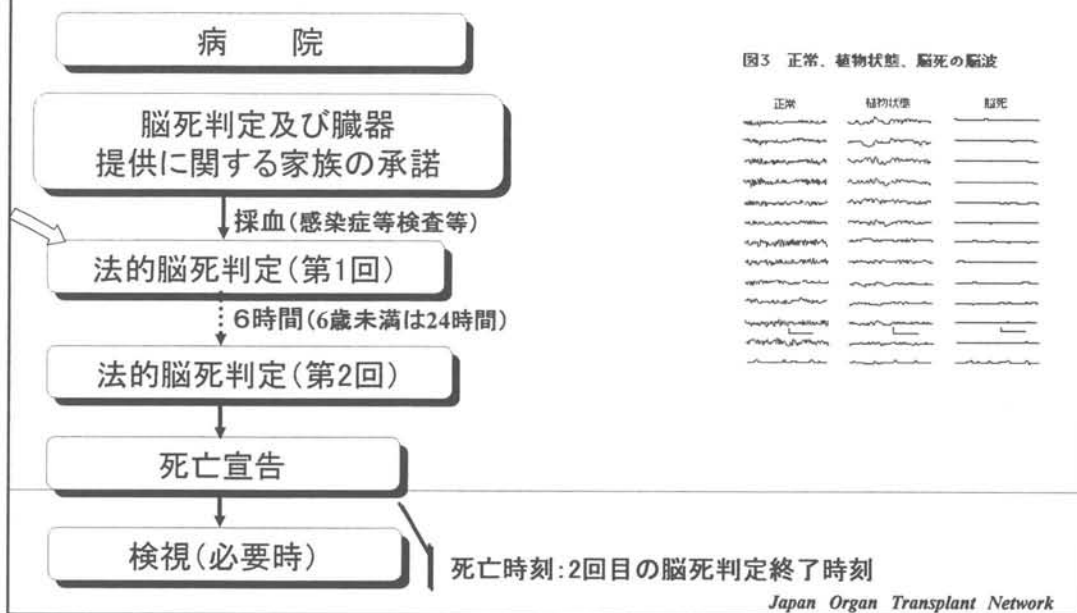 病　　院
脳死判定及び臓器
提供に関する家族の承諾
採血(感染症等検査等)
法的脳死判定(第1回)
6時間(6歳未満は24時間)
法的脳死判定(第2回)
死亡宣告
検視(必要時)
死亡時刻:2回目の脳死判定終了時刻
図3　正常、植物状態、脳死の脳波
正常　植物状態　脳死
Japan Organ Transplant Network